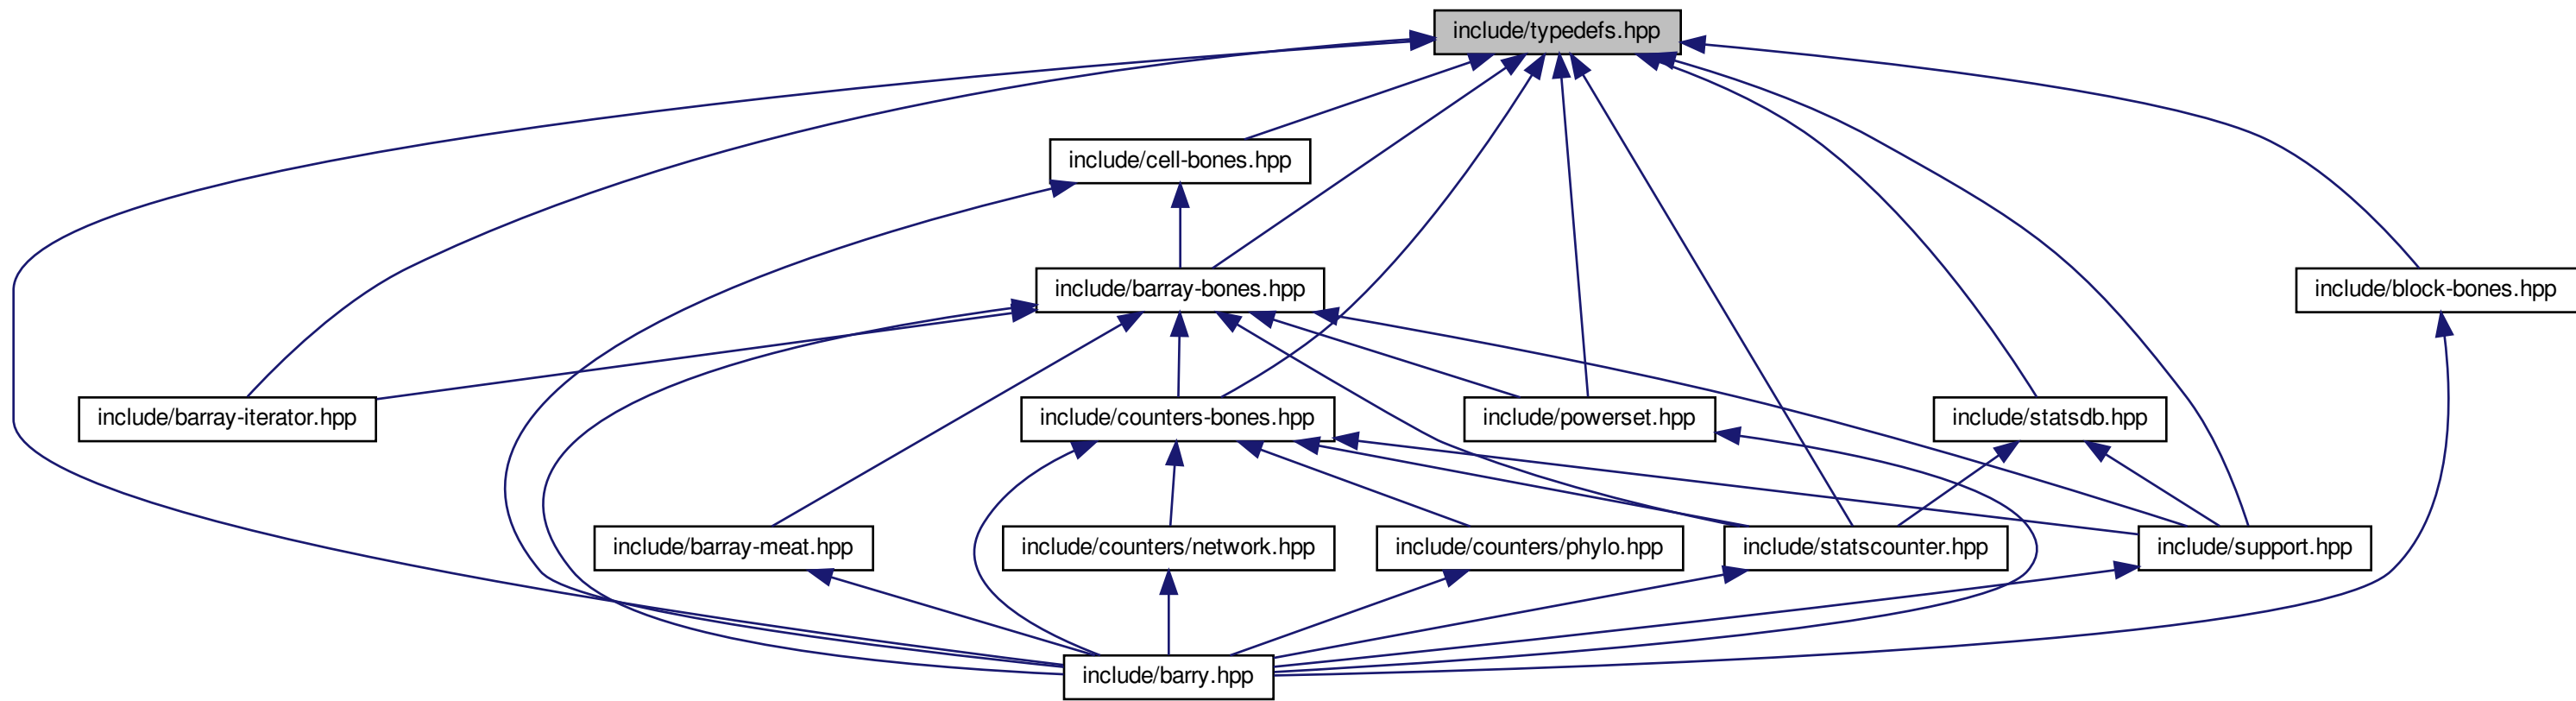 include/typedefs.hpp
include/cell-bones.hpp
include/barray-bones.hpp
include/block-bones.hpp
include/barray-iterator.hpp
include/counters-bones.hpp
include/powerset.hpp
include/statsdb.hpp
include/barray-meat.hpp
include/counters/network.hpp
include/counters/phylo.hpp
include/statscounter.hpp
include/support.hpp
include/barry.hpp